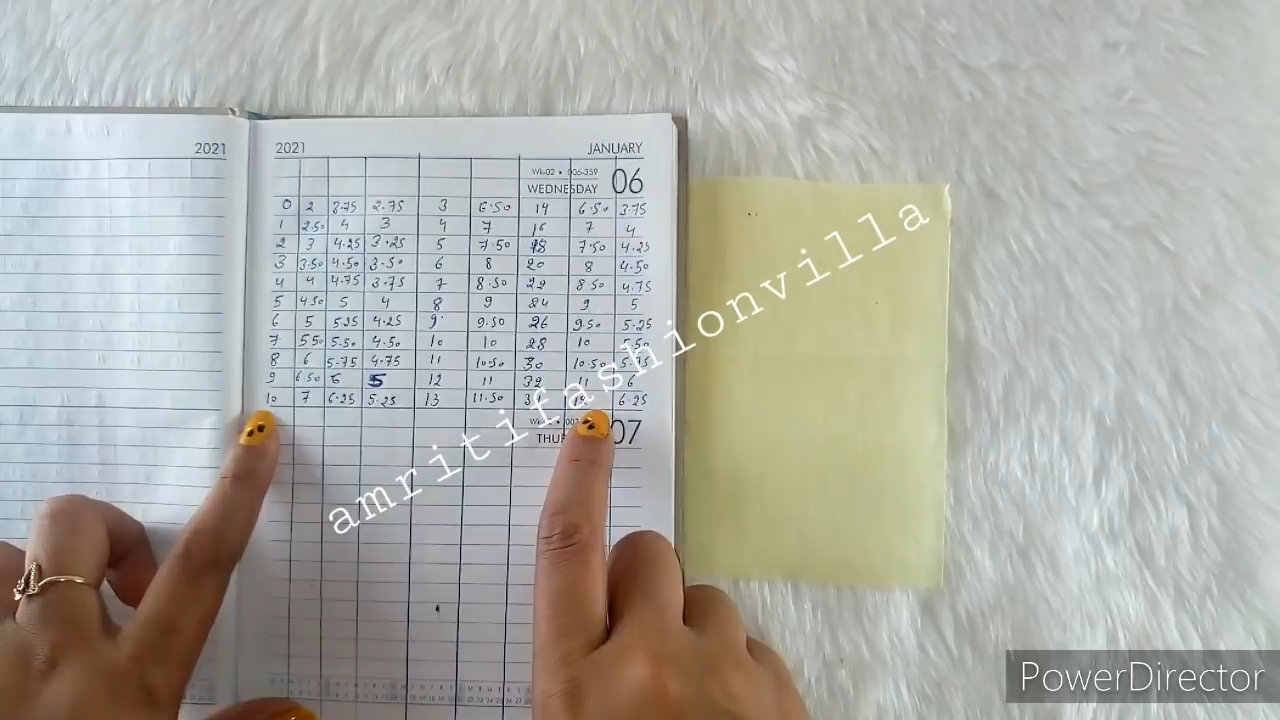 2021
2021 JANUARY
WEDNESDAY 06
0 2 3.75 2.75 3 6.50 14 6.50 3.75
1 2.50 4 3 4 7 16 7 4
2 3 4.25 3.25 5 7.50 18 7.50 4.25
3 3.50 4.50 3.50 6 8 20 8 4.50
4 4 4.75 3.75 7 8.50 22 8.50 4.75
5 4.50 5 4 8 9 24 9 5
6 5 5.25 4.25 9 9.50 26 9.50 5.25
7 5.50 5.50 4.50 10 10 28 10 5.50
8 6 5.75 4.75 11 10.50 30 10.50 5.75
9 6.50 6 5 12 11 32 11 6
10 7 6.25 5.25 13 11.50 6.25
07
amritifashionvilla
PowerDirector